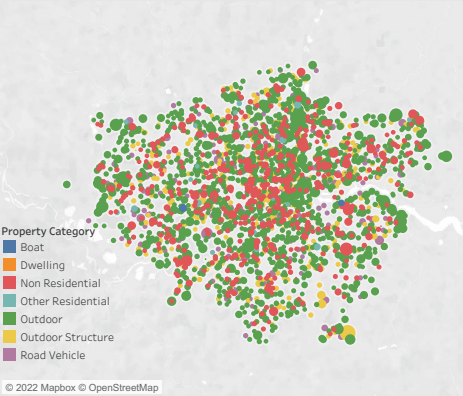 Property Category
Boat
Dwelling
Non Residential
Other Residential
Outdoor
Outdoor Structure
Road Vehicle
© 2022 Mapbox © OpenStreetMap